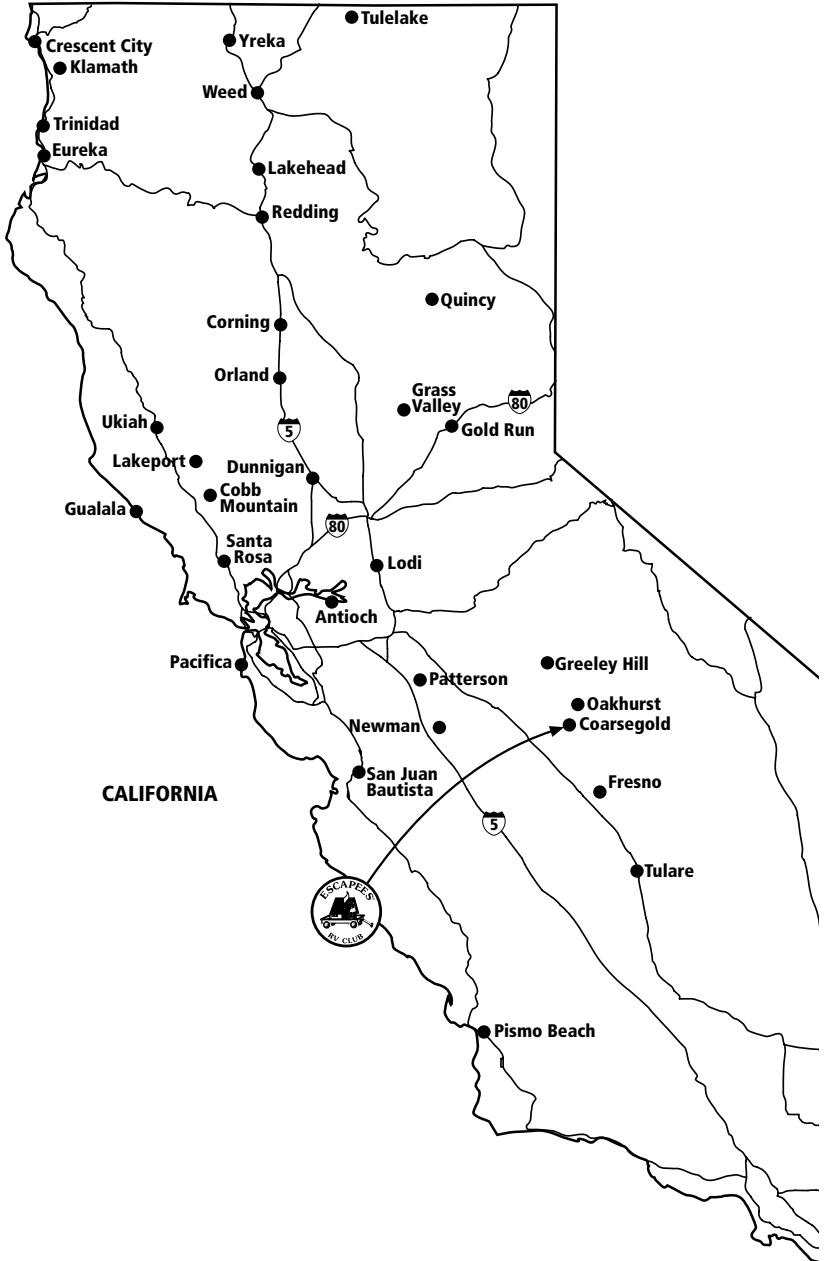 Tulelake
Crescent City
Yreka
Klamath
Weed
Trinidad
Eureka
Lakehead
Redding
Quincy
Corning
Orland
Grass
Valley
80
Ukiah
5
Gold Run
Lakeport
Dunnigan
Cobb
Mountain
Gualala
80
Santa
Rosa
Lodi
Antioch
Pacifica
Greeley Hill
Patterson
Oakhurst
Coarsegold
Newman
San Juan
Bautista
Fresno
CALIFORNIA
5
Tulare
ESCAPEES
RV CLUB
Pismo Beach